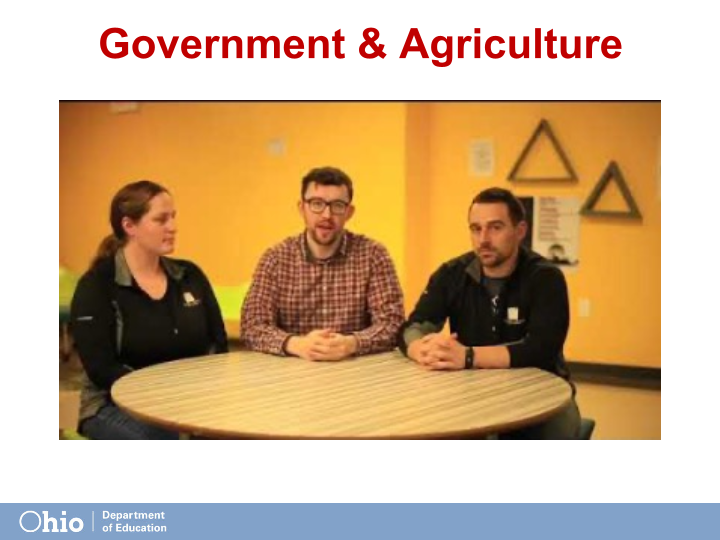 Government & Agriculture
Ohio
Department
of Education